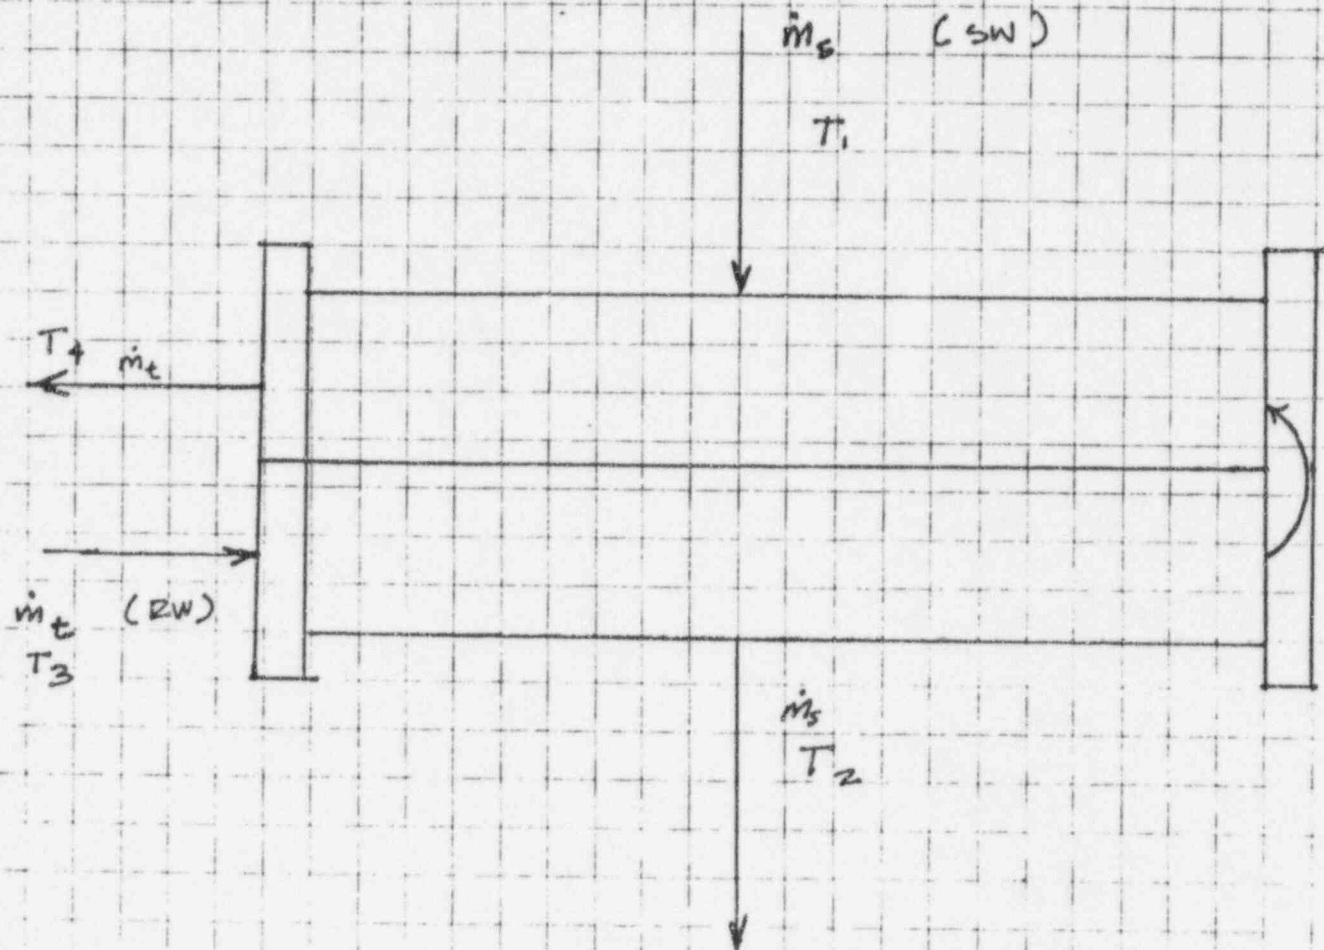 ṁₛ (SW)
T₁
T₄ ṁₜ
ṁₜ (RW)
T₃
ṁₛ
T₂